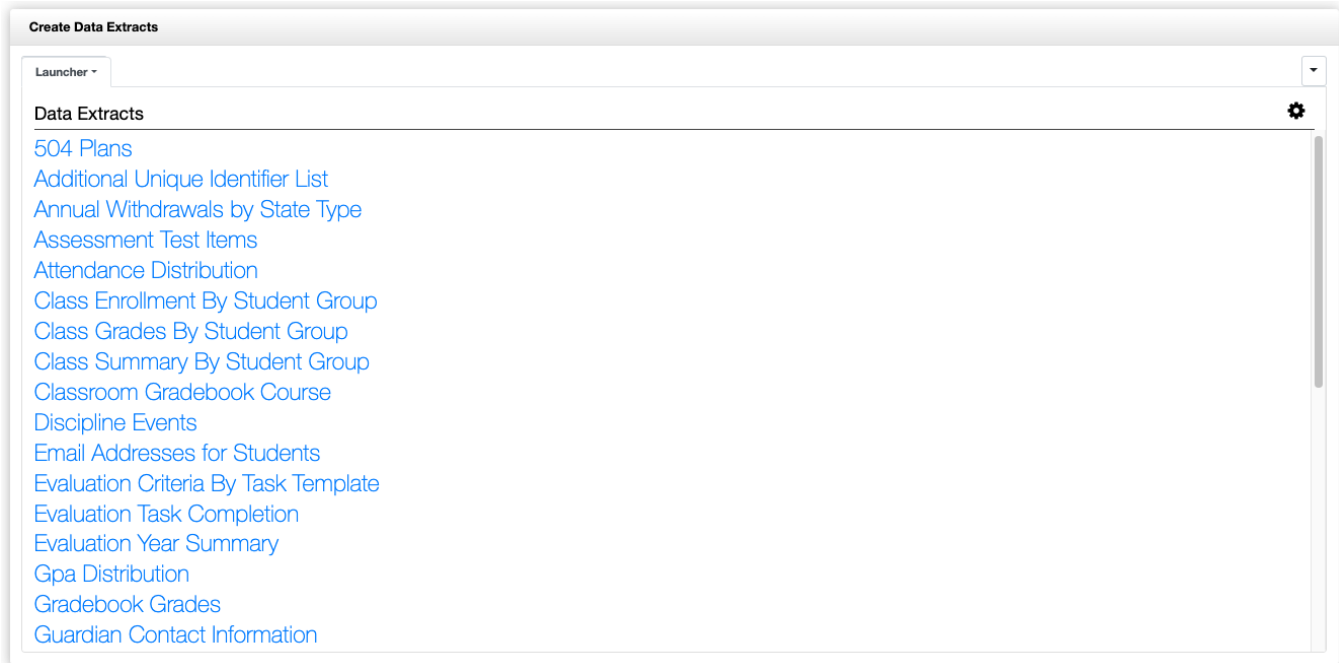 Create Data Extracts
Launcher
Data Extracts
504 Plans
Additional Unique Identifier List
Annual Withdrawals by State Type
Assessment Test Items
Attendance Distribution
Class Enrollment By Student Group
Class Grades By Student Group
Class Summary By Student Group
Classroom Gradebook Course
Discipline Events
Email Addresses for Students
Evaluation Criteria By Task Template
Evaluation Task Completion
Evaluation Year Summary
Gpa Distribution
Gradebook Grades
Guardian Contact Information